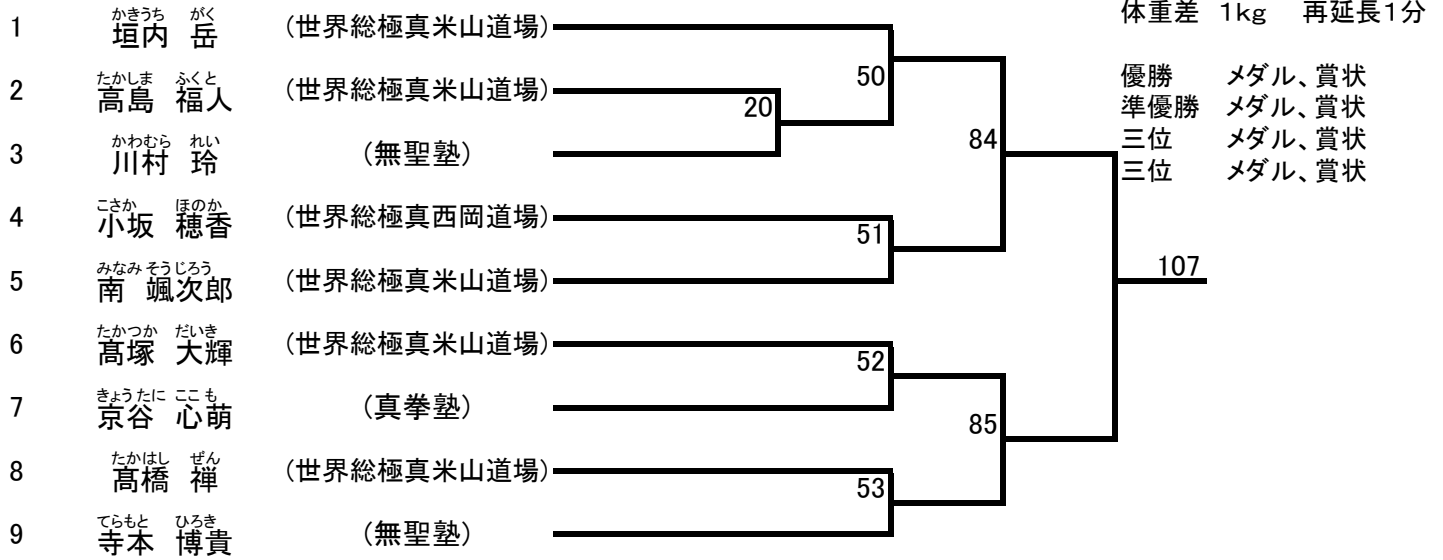 体重差 1kg 再延長1分
かきうち がく
1 垣内 岳 (世界総極真米山道場)
50
優勝 メダル、賞状
たかしま ふくと
2 高島 福人 (世界総極真米山道場)
20
準優勝 メダル、賞状
84
三位 メダル、賞状
かわむら れい
3 川村 玲 (無聖塾)
三位 メダル、賞状
こさか ほのか
4 小坂 穂香 (世界総極真西岡道場)
51
みなみ そうじろう
5 南 颯次郎 (世界総極真米山道場)
107
たかつか だいき
6 髙塚 大輝 (世界総極真米山道場)
52
きょうたに ここも
7 京谷 心萌 (真拳塾)
85
たかはし ぜん
8 髙橋 禅 (世界総極真米山道場)
53
てらもと ひろき
9 寺本 博貴 (無聖塾)